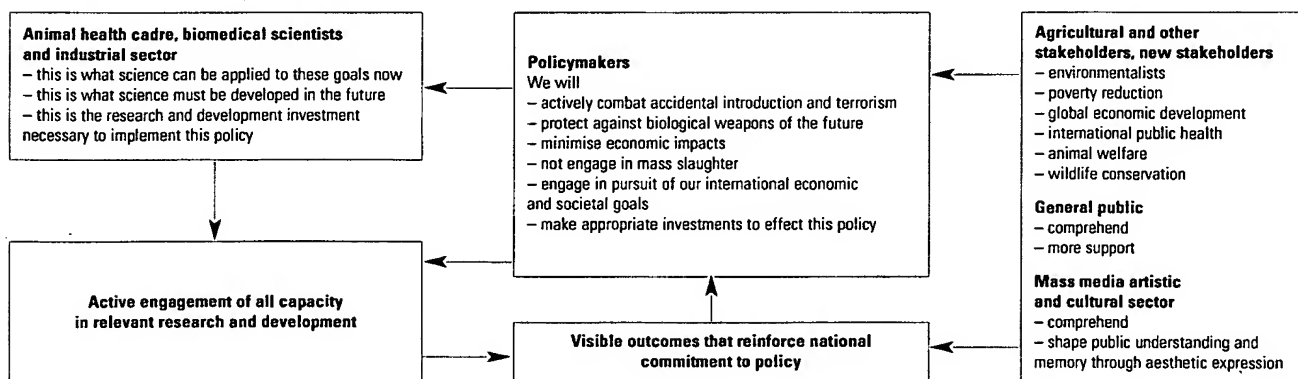 Animal health cadre, biomedical scientists
and industrial sector
– this is what science can be applied to these goals now
– this is what science must be developed in the future
– this is the research and development investment
necessary to implement this policy
Policymakers
We will
– actively combat accidental introduction and terrorism
– protect against biological weapons of the future
– minimise economic impacts
– not engage in mass slaughter
– engage in pursuit of our international economic
and societal goals
– make appropriate investments to effect this policy
Agricultural and other
stakeholders, new stakeholders
– environmentalists
– poverty reduction
– global economic development
– international public health
– animal welfare
– wildlife conservation
General public
– comprehend
– more support
Mass media artistic
and cultural sector
– comprehend
– shape public understanding and
memory through aesthetic expression
Active engagement of all capacity
in relevant research and development
Visible outcomes that reinforce national
commitment to policy